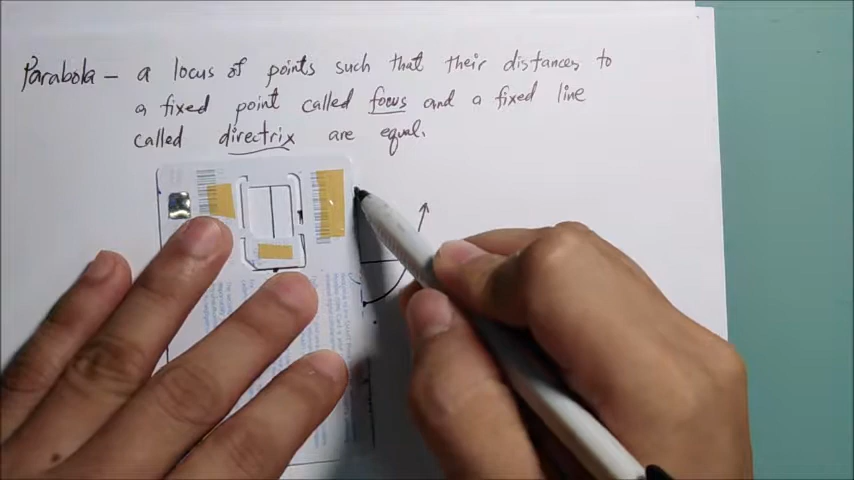 Parabola – a locus of points such that their distances to
a fixed point called focus and a fixed line
called directrix are equal.